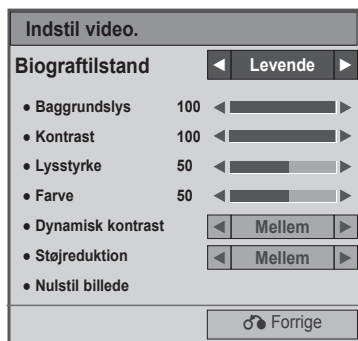 Indstil video.
Biograftilstand ◄ Levende ►
● Baggrundslys 100
● Kontrast 100
● Lysstyrke 50
● Farve 50
● Dynamisk kontrast ◄ Mellem ►
● Støjreduktion ◄ Mellem ►
● Nulstil billede
Forrige